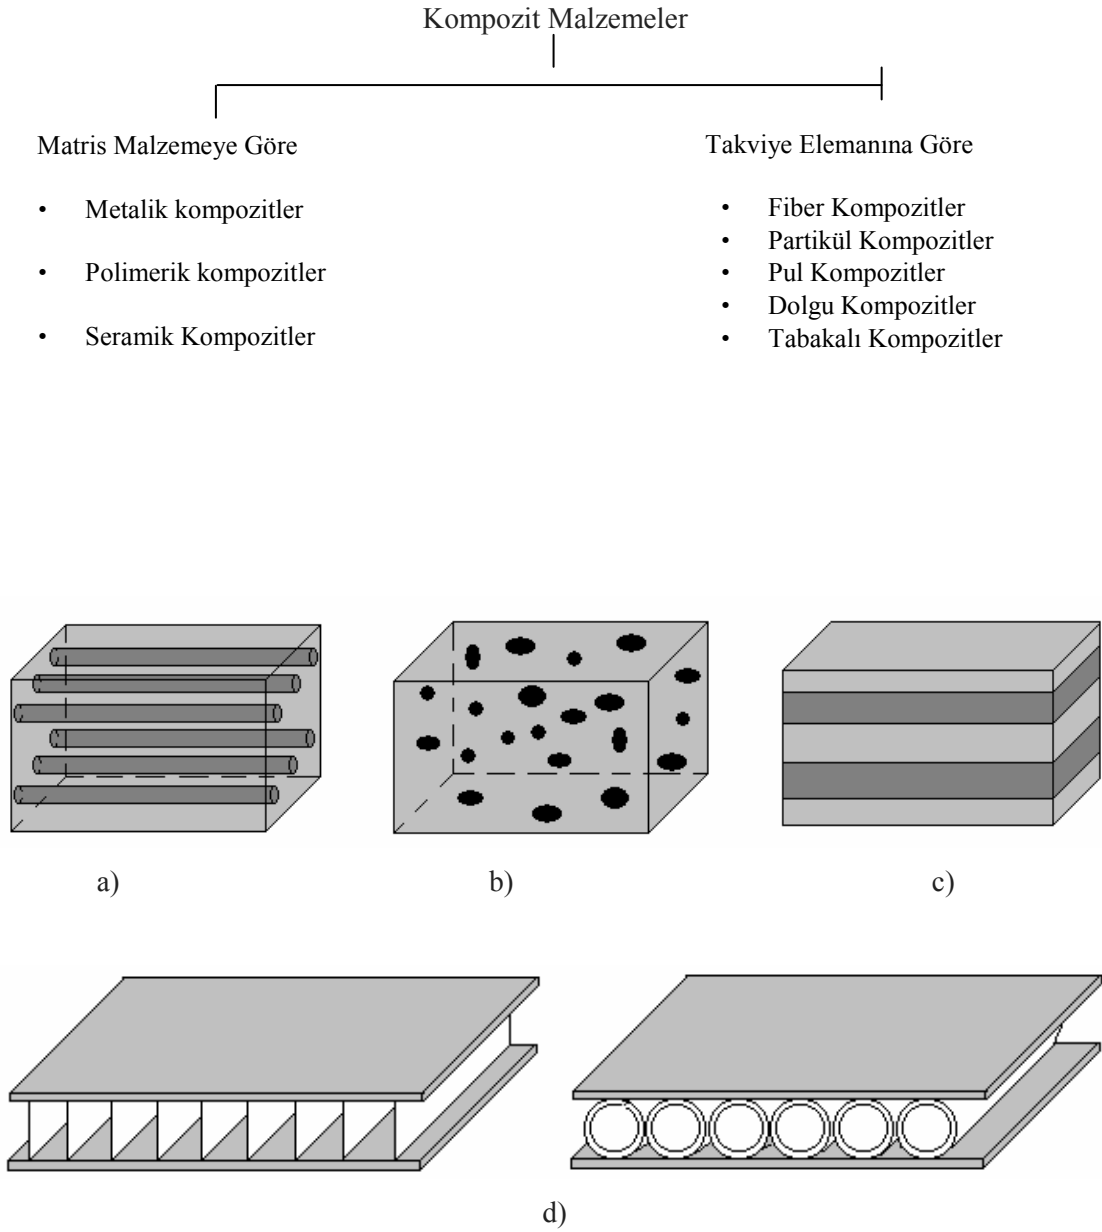 Kompozit Malzemeler
Matris Malzemeye Göre
• Metalik kompozitler
• Polimerik kompozitler
• Seramik Kompozitler
Takviye Elemanına Göre
• Fiber Kompozitler
• Partikül Kompozitler
• Pul Kompozitler
• Dolgu Kompozitler
• Tabakalı Kompozitler
a)
b)
c)
d)